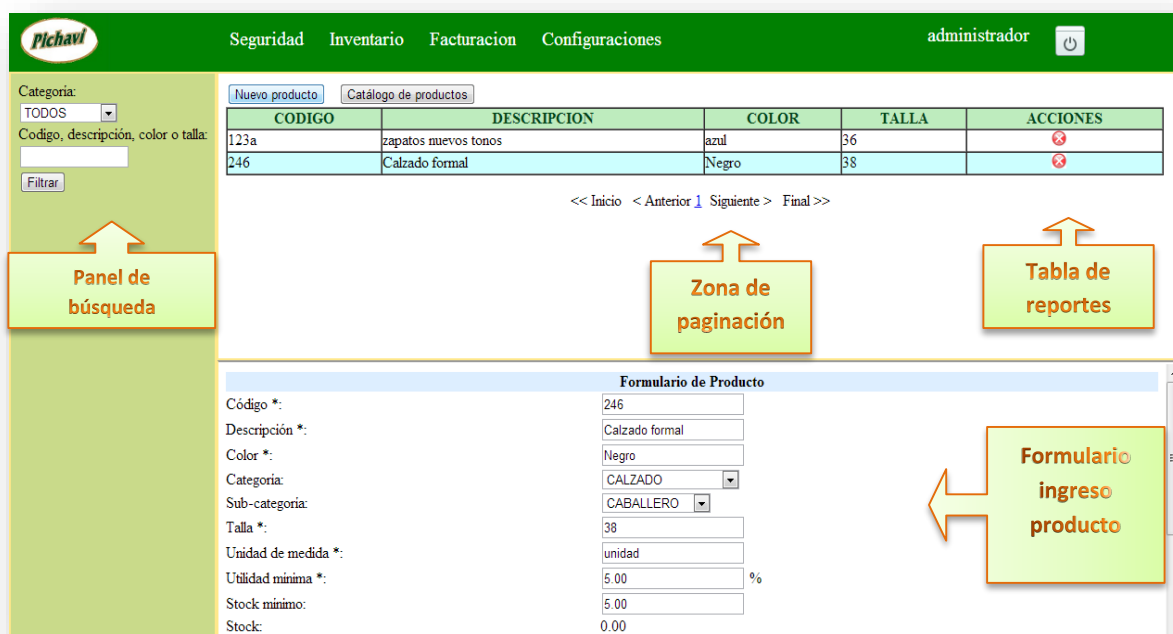 Pichaví
Seguridad Inventario Facturacion Configuraciones
administrador
Categoria:
TODOS
Codigo, descripción, color o talla:
Filtrar
Nuevo producto Catálogo de productos
CODIGO DESCRIPCION COLOR TALLA ACCIONES
123a zapatos nuevos tonos azul 36
246 Calzado formal Negro 38
<< Inicio < Anterior 1 Siguiente > Final >>
Panel de
búsqueda
Zona de
paginación
Tabla de
reportes
Formulario de Producto
Código *: 246
Descripción *: Calzado formal
Color *: Negro
Categoria: CALZADO
Sub-categoria: CABALLERO
Talla *: 38
Unidad de medida *: unidad
Utilidad minima *: 5.00 %
Stock minimo: 5.00
Stock: 0.00
Formulario
ingreso
producto